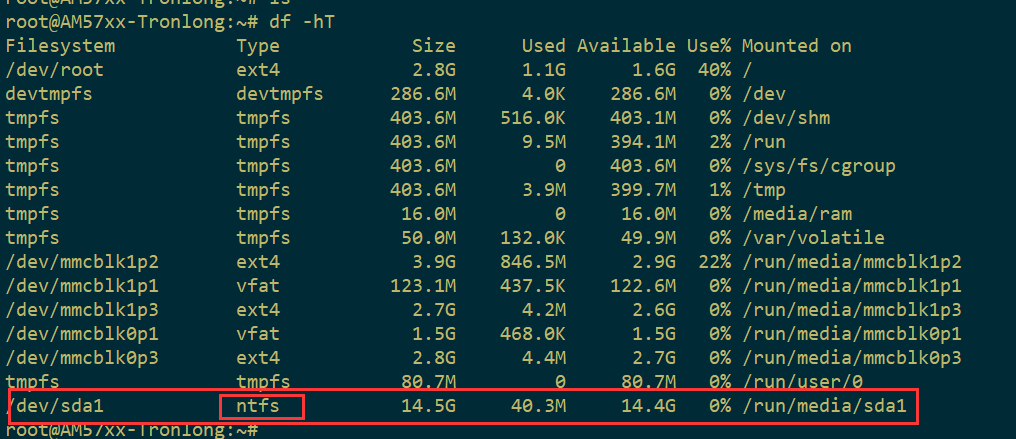 root@AM57xx-Tronlong:~# ls
root@AM57xx-Tronlong:~# df -hT
Filesystem Type Size Used Available Use% Mounted on
/dev/root ext4 2.8G 1.1G 1.6G 40% /
devtmpfs devtmpfs 286.6M 4.0K 286.6M 0% /dev
tmpfs tmpfs 403.6M 516.0K 403.1M 0% /dev/shm
tmpfs tmpfs 403.6M 9.5M 394.1M 2% /run
tmpfs tmpfs 403.6M 0 403.6M 0% /sys/fs/cgroup
tmpfs tmpfs 403.6M 3.9M 399.7M 1% /tmp
tmpfs tmpfs 16.0M 0 16.0M 0% /media/ram
tmpfs tmpfs 50.0M 132.0K 49.9M 0% /var/volatile
/dev/mmcblk1p2 ext4 3.9G 846.5M 2.9G 22% /run/media/mmcblk1p2
/dev/mmcblk1p1 vfat 123.1M 437.5K 122.6M 0% /run/media/mmcblk1p1
/dev/mmcblk1p3 ext4 2.7G 4.2M 2.6G 0% /run/media/mmcblk1p3
/dev/mmcblk0p1 vfat 1.5G 468.0K 1.5G 0% /run/media/mmcblk0p1
/dev/mmcblk0p3 ext4 2.8G 4.4M 2.7G 0% /run/media/mmcblk0p3
tmpfs tmpfs 80.7M 0 80.7M 0% /run/user/0
/dev/sda1 ntfs 14.5G 40.3M 14.4G 0% /run/media/sda1
root@AM57xx-Tronlong:~#